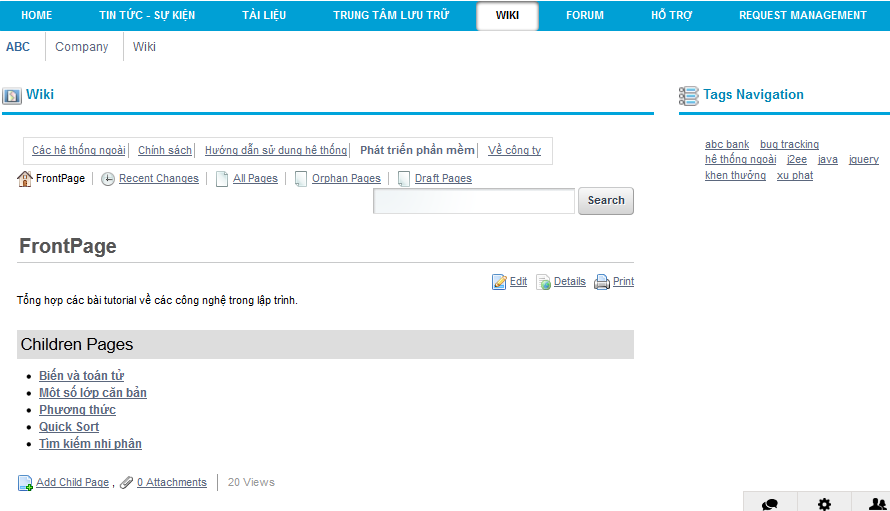 HOME TIN TỨC - SỰ KIỆN TÀI LIỆU TRUNG TÂM LƯU TRỮ WIKI FORUM HỖ TRỢ REQUEST MANAGEMENT
ABC Company Wiki
Wiki
Các hê thống ngoài Chính sách Hướng dẫn sử dung hê thống Phát triển phần mềm Về công ty
FrontPage Recent Changes All Pages Orphan Pages Draft Pages
Search
FrontPage
Edit Details Print
Tổng hợp các bài tutorial về các công nghệ trong lập trình.
Children Pages
Biến và toán tử
Một số lớp căn bản
Phương thức
Quick Sort
Tìm kiếm nhị phân
Add Child Page , 0 Attachments 20 Views
Tags Navigation
abc bank bug tracking
hê thống ngoài j2ee java jquery
khen thưởng xu phat